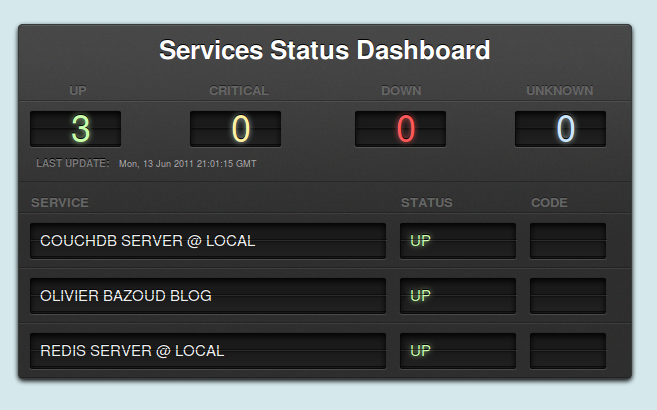 Services Status Dashboard
UP CRITICAL DOWN UNKNOWN
3 0 0 0
LAST UPDATE: Mon, 13 Jun 2011 21:01:15 GMT
SERVICE STATUS CODE
COUCHDB SERVER @ LOCAL UP
OLIVIER BAZOUD BLOG UP
REDIS SERVER @ LOCAL UP